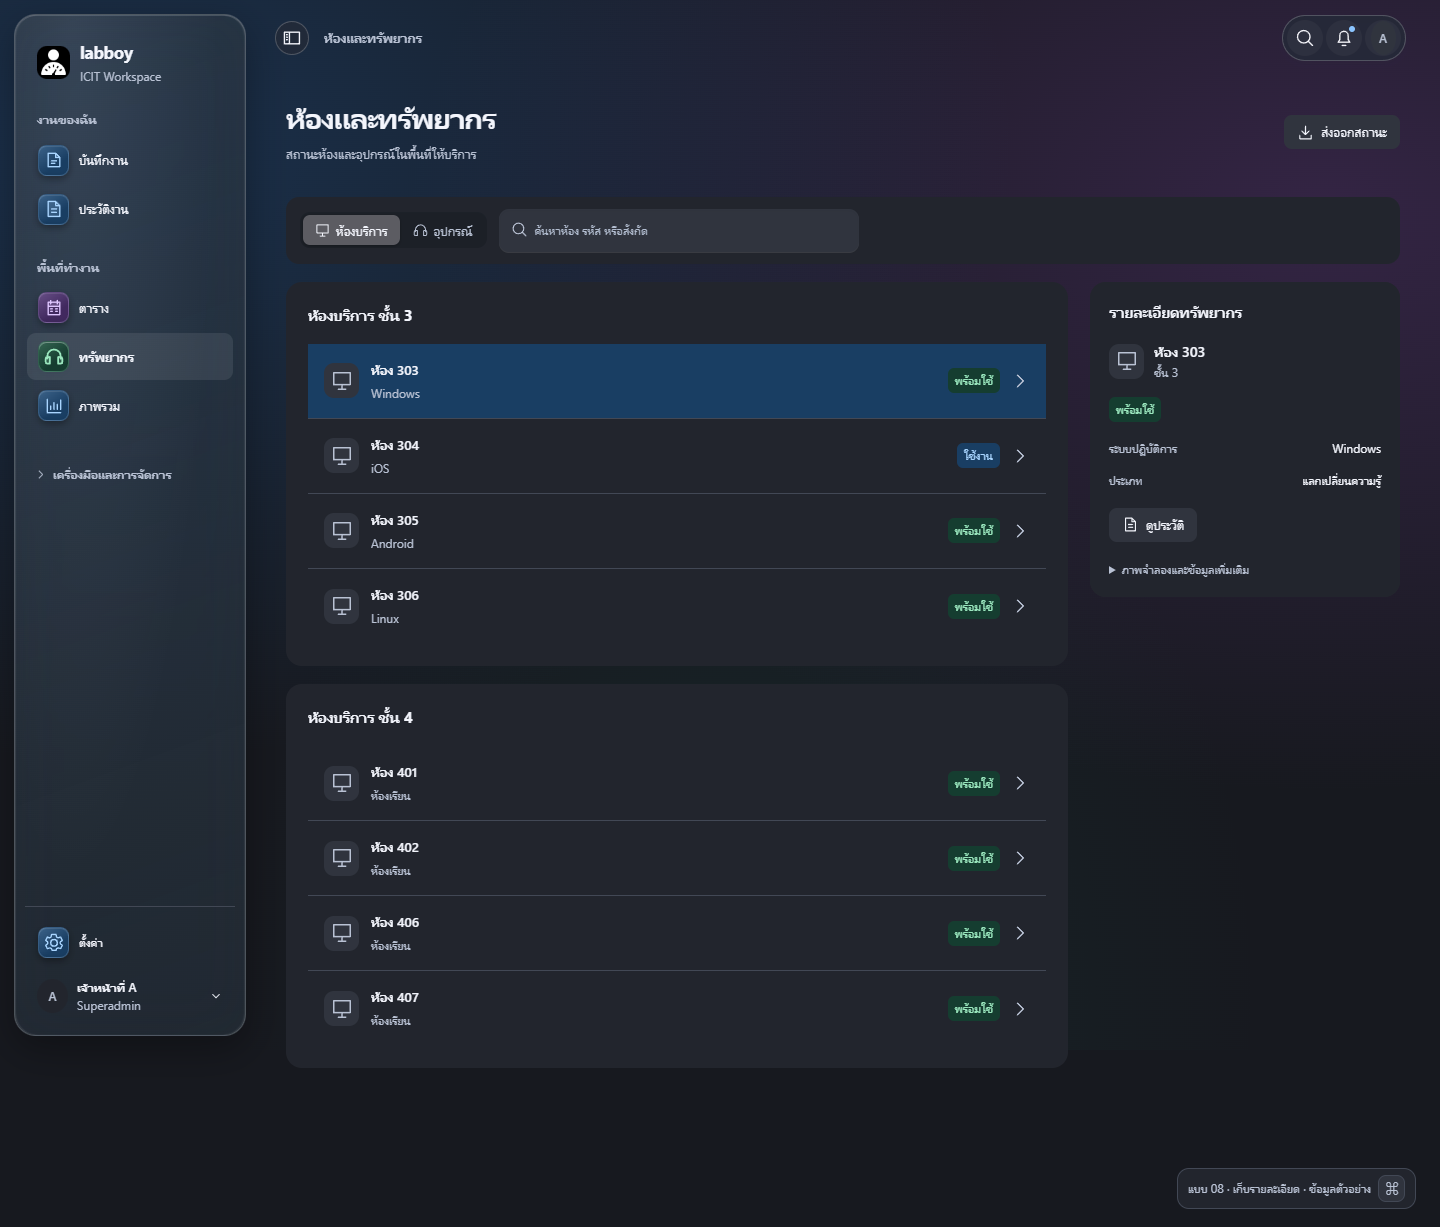 labboy
ICIT Workspace
งานของฉัน
บันทึกงาน
ประวัติงาน
พื้นที่ทำงาน
ตาราง
ทรัพยากร
ภาพรวม
เครื่องมือและการจัดการ
ตั้งค่า
A
เจ้าหน้าที่ A
Superadmin
ห้องและทรัพยากร
A
ห้องและทรัพยากร
สถานะห้องและอุปกรณ์ในพื้นที่ให้บริการ
ส่งออกสถานะ
ห้องบริการ
อุปกรณ์
ค้นหาห้อง รหัส หรือสังกัด
ห้องบริการ ชั้น 3
ห้อง 303
Windows
พร้อมใช้
ห้อง 304
iOS
ใช้งาน
ห้อง 305
Android
พร้อมใช้
ห้อง 306
Linux
พร้อมใช้
ห้องบริการ ชั้น 4
ห้อง 401
ห้องเรียน
พร้อมใช้
ห้อง 402
ห้องเรียน
พร้อมใช้
ห้อง 406
ห้องเรียน
พร้อมใช้
ห้อง 407
ห้องเรียน
พร้อมใช้
รายละเอียดทรัพยากร
ห้อง 303
ชั้น 3
พร้อมใช้
ระบบปฏิบัติการ Windows
ประเภท แลกเปลี่ยนความรู้
ดูประวัติ
ภาพจำลองและข้อมูลเพิ่มเติม
แบบ 08 · เก็บรายละเอียด · ข้อมูลตัวอย่าง ⌘